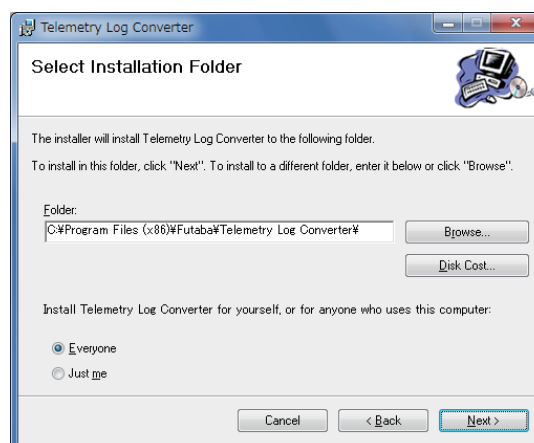 Telemetry Log Converter
Select Installation Folder
The installer will install Telemetry Log Converter to the following folder.
To install in this folder, click "Next". To install to a different folder, enter it below or click "Browse".
Folder:
C:¥Program Files (x86)¥Futaba¥Telemetry Log Converter¥
Browse...
Disk Cost...
Install Telemetry Log Converter for yourself, or for anyone who uses this computer:
Everyone
Just me
Cancel
< Back
Next >